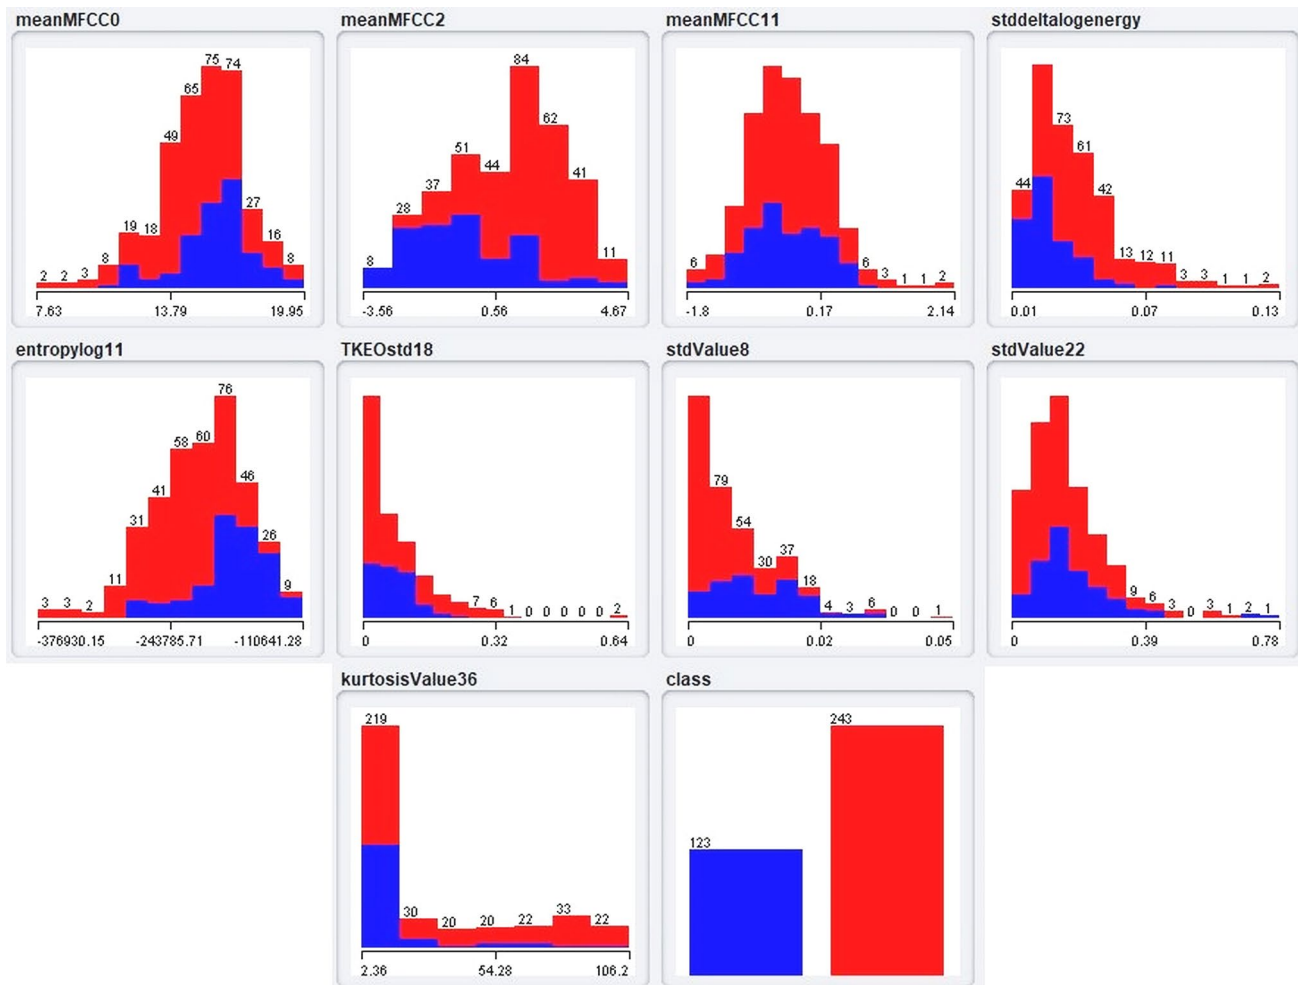 meanMFCC0
2 2 3 8 19 18 49 65 75 74 27 16 8
7.63 13.79 19.95
meanMFCC2
8 28 37 51 44 84 62 41 11
-3.56 0.56 4.67
meanMFCC11
6 6 3 1 1 2
-1.8 0.17 2.14
stddeltalogenergy
44 73 61 42 13 12 11 3 3 1 1 2
0.01 0.07 0.13
entropylog11
3 3 2 11 31 41 58 60 76 46 26 9
-376930.15 -243785.71 -110641.28
TKEOstd18
7 6 1 0 0 0 0 0 2
0 0.32 0.64
stdValue8
79 54 30 37 18 4 3 6 0 0 1
0 0.02 0.05
stdValue22
9 6 3 0 3 1 2 1
0 0.39 0.78
kurtosisValue36
219 30 20 20 22 33 22
2.36 54.28 106.2
class
123 243